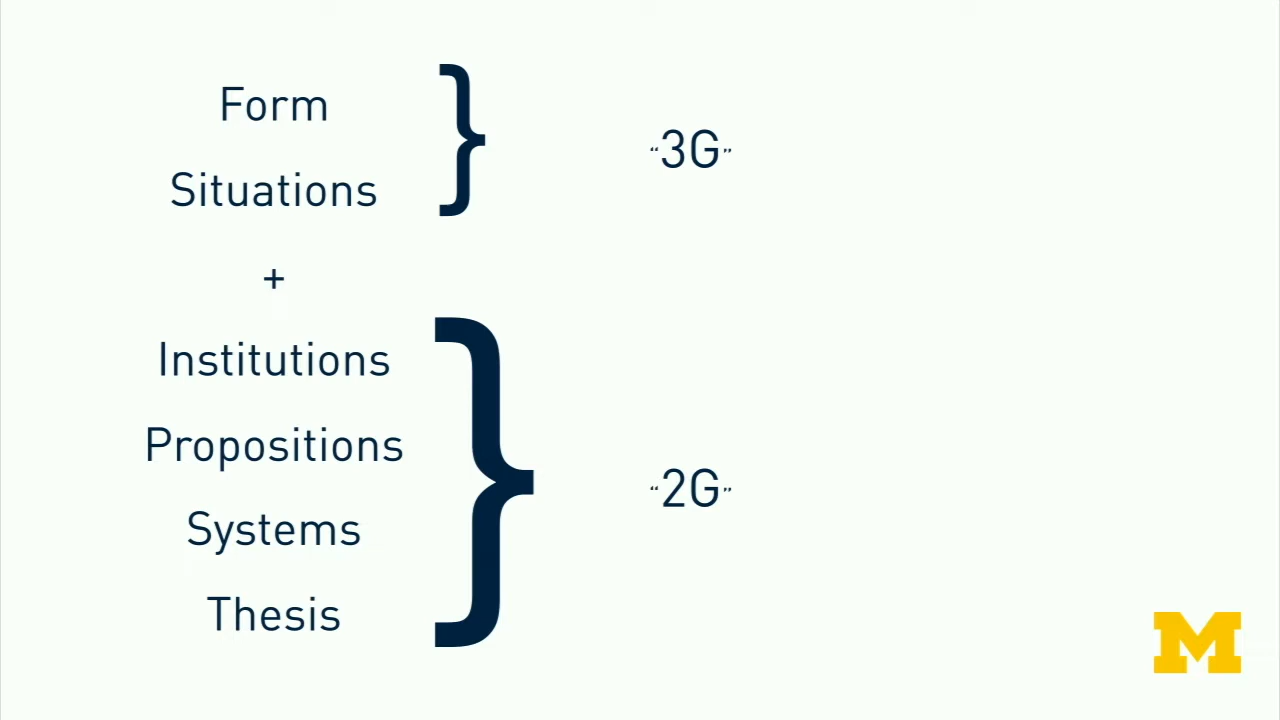 Form
Situations
“3G”
+
Institutions
Propositions
“2G”
Systems
Thesis
M